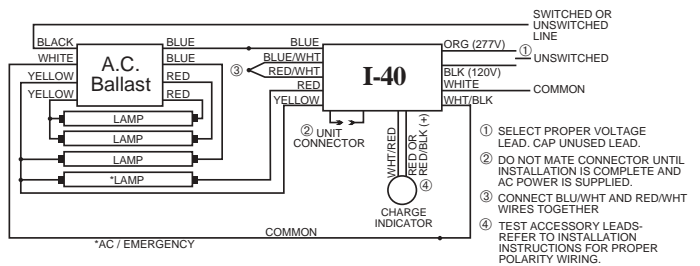 SWITCHED OR
UNSWITCHED
LINE
BLACK
BLUE
BLUE
ORG (277V)
①
WHITE
A.C.
Ballast
BLUE
BLUE/WHT
I-40
UNSWITCHED
YELLOW
RED
③
RED/WHT
BLK (120V)
RED
WHITE
COMMON
YELLOW
RED
YELLOW
WHT/BLK
LAMP
② UNIT
CONNECTOR
LAMP
LAMP
*LAMP
WHT/RED
RED OR
RED/BLK (+)
④
CHARGE
INDICATOR
COMMON
*AC / EMERGENCY
① SELECT PROPER VOLTAGE
LEAD. CAP UNUSED LEAD.
② DO NOT MATE CONNECTOR UNTIL
INSTALLATION IS COMPLETE AND
AC POWER IS SUPPLIED.
③ CONNECT BLU/WHT AND RED/WHT
WIRES TOGETHER
④ TEST ACCESSORY LEADS-
REFER TO INSTALLATION
INSTRUCTIONS FOR PROPER
POLARITY WIRING.